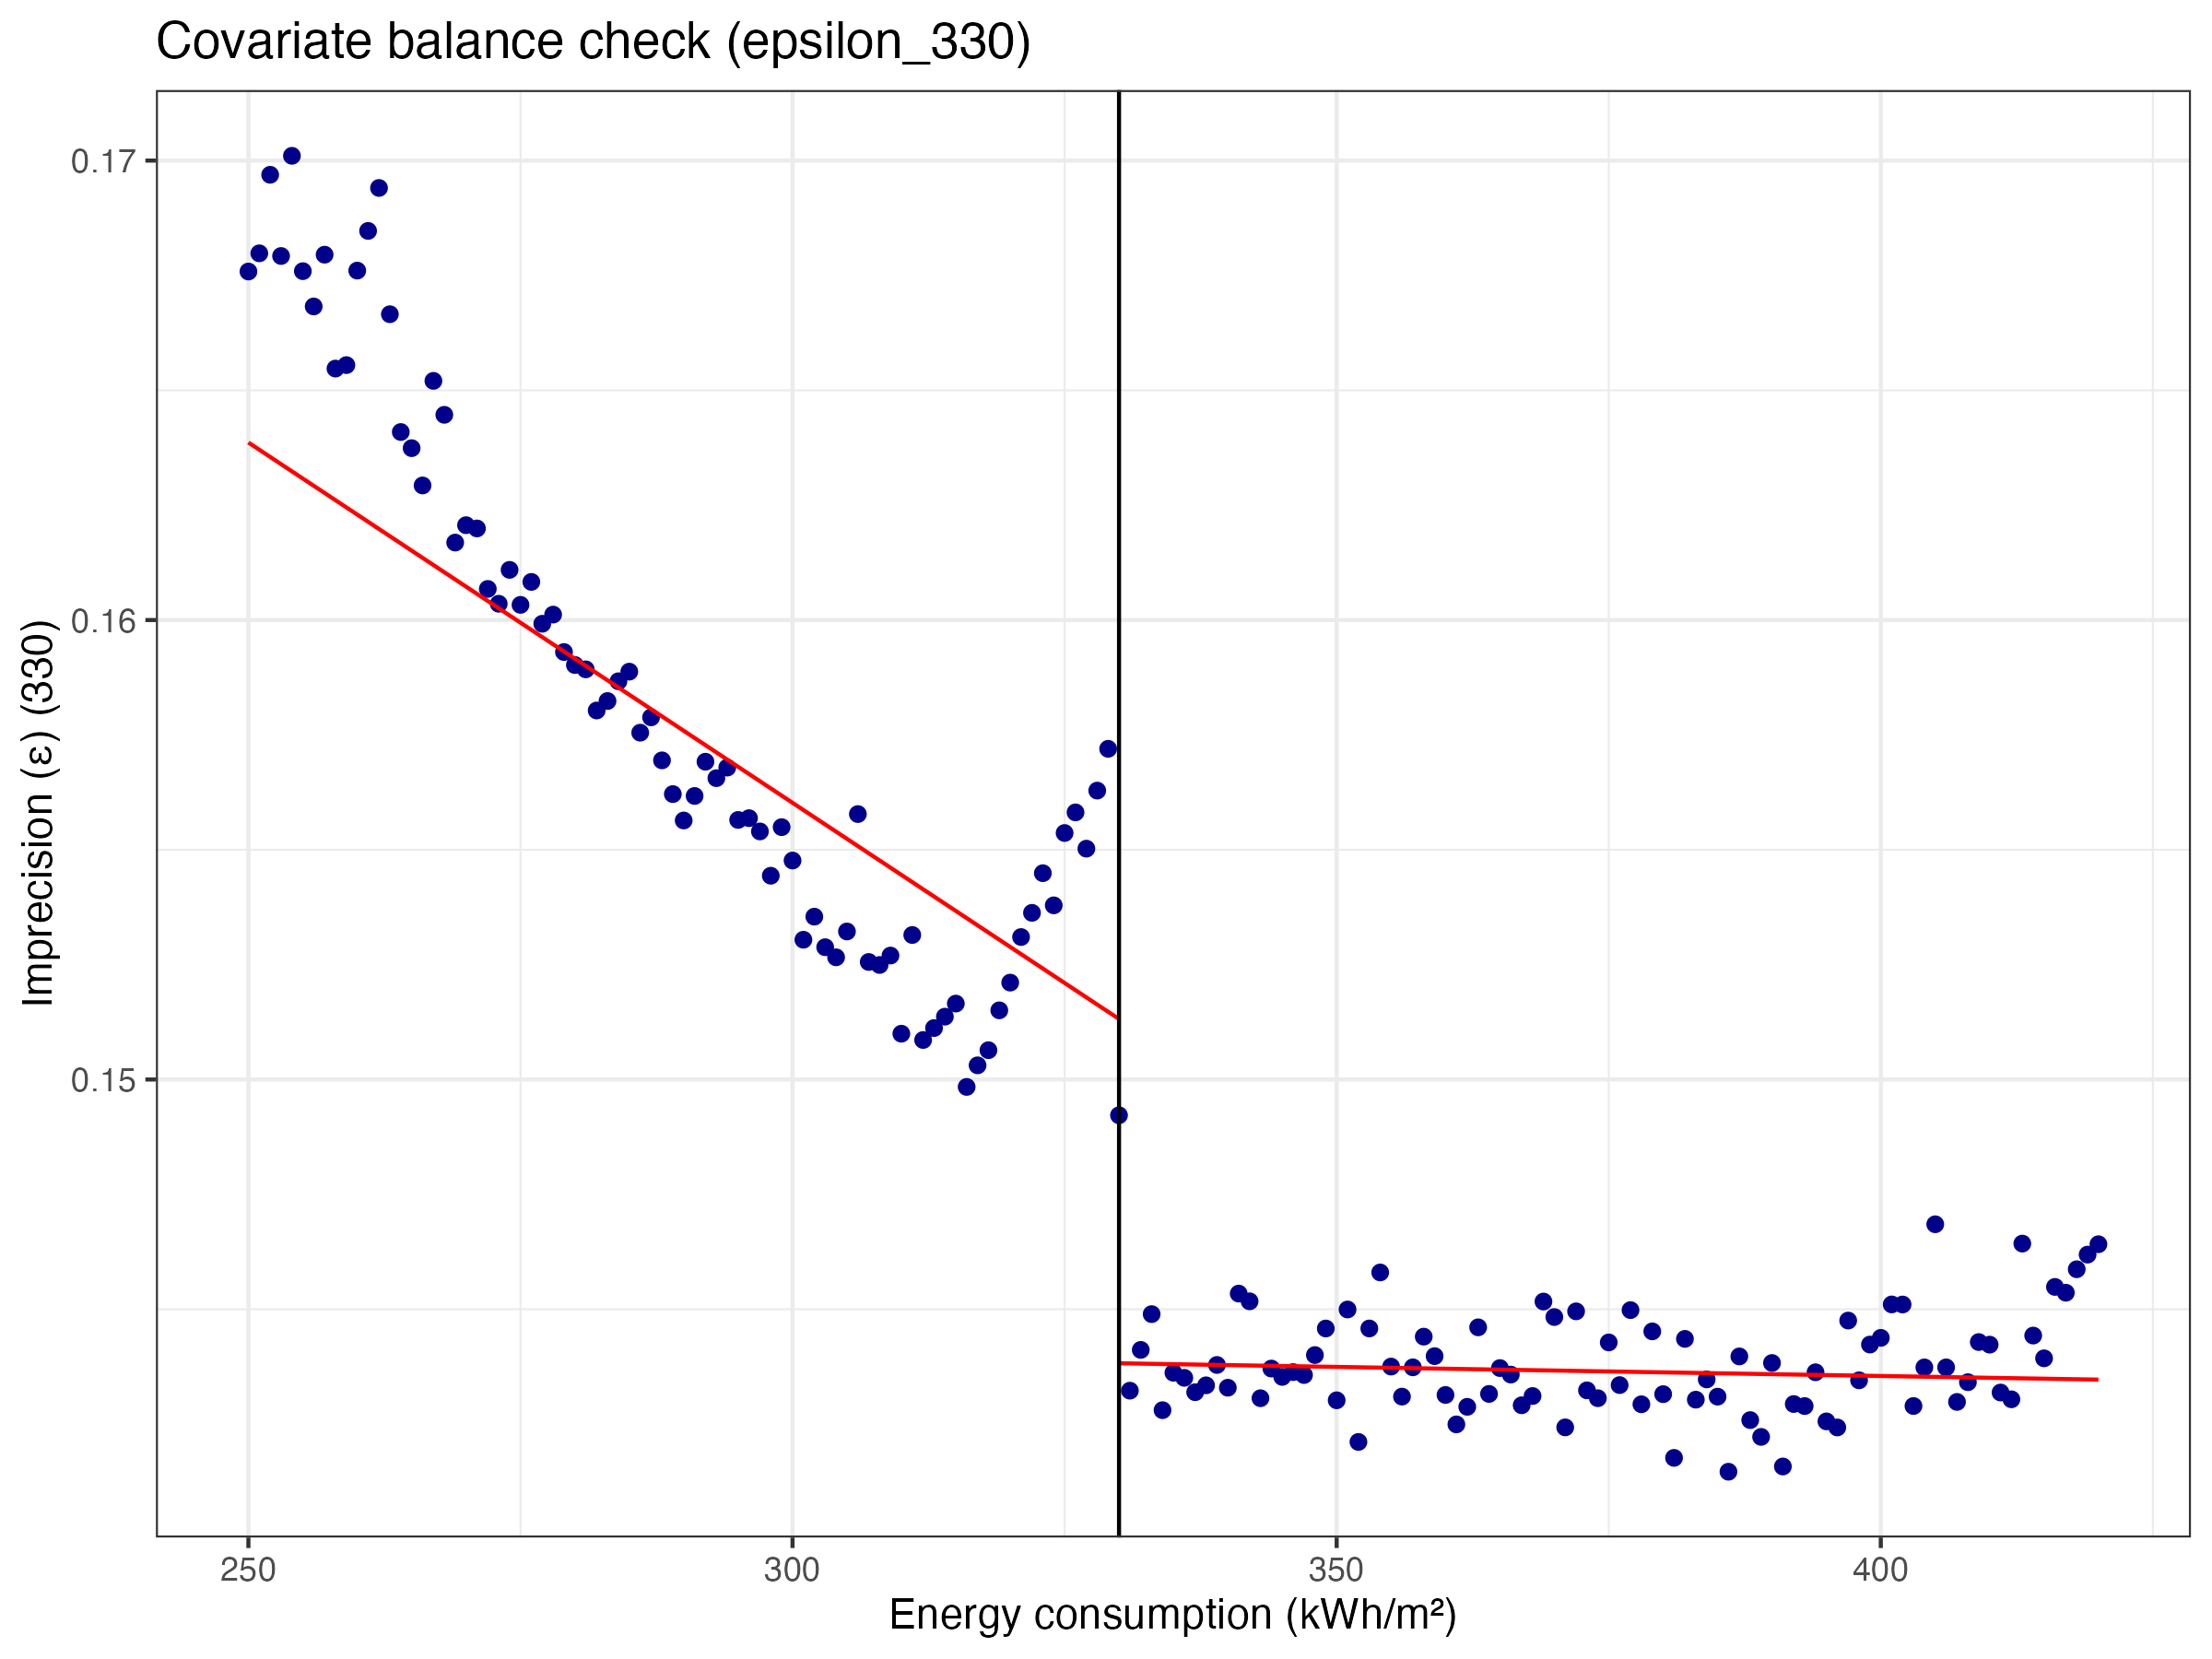 Covariate balance check (epsilon_330)
0.17
0.16
0.15
Imprecision (ε) (330)
250
300
350
400
Energy consumption (kWh/m²)